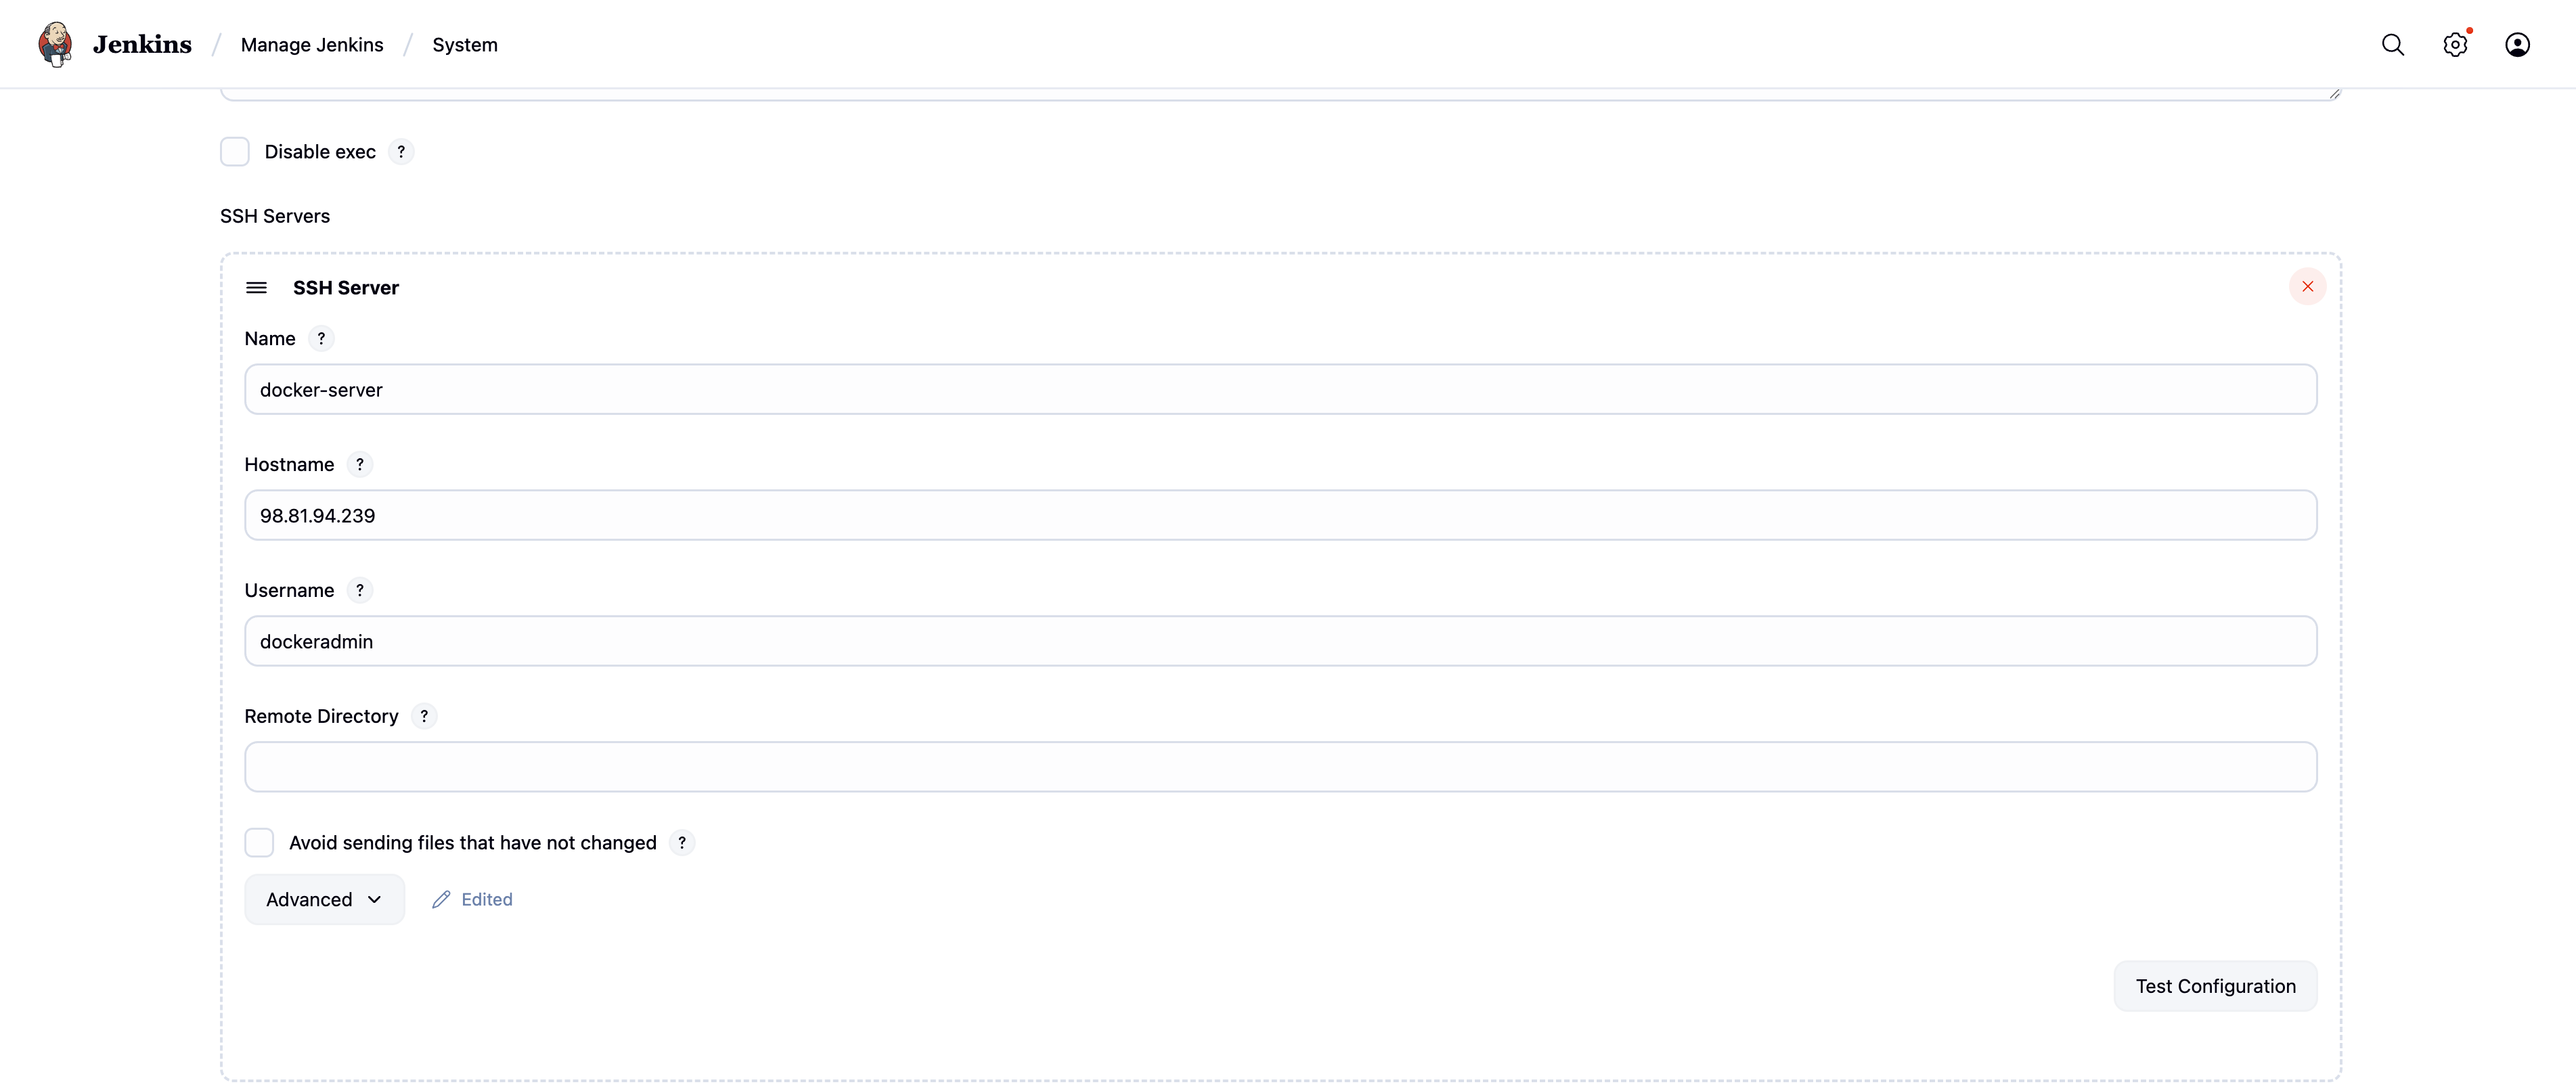 Jenkins / Manage Jenkins / System
Disable exec ?
SSH Servers
SSH Server
Name ?
docker-server
Hostname ?
98.81.94.239
Username ?
dockeradmin
Remote Directory ?
Avoid sending files that have not changed ?
Advanced Edited
Test Configuration